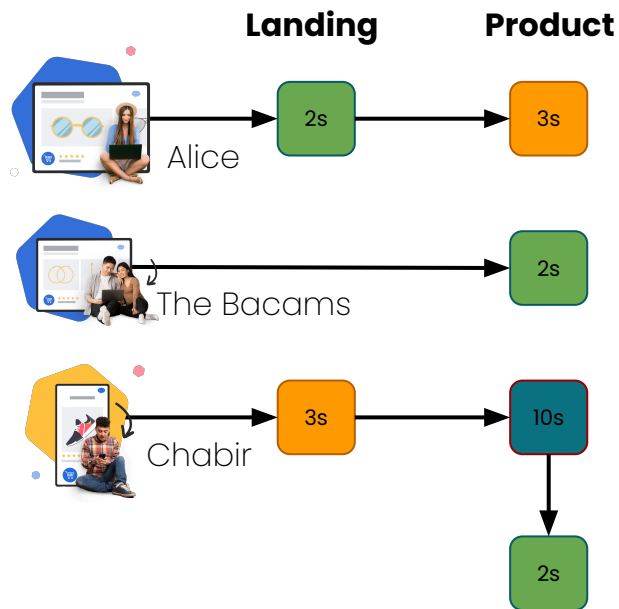 Landing
Product
2s
3s
Alice
2s
The Bacams
3s
10s
Chabir
2s